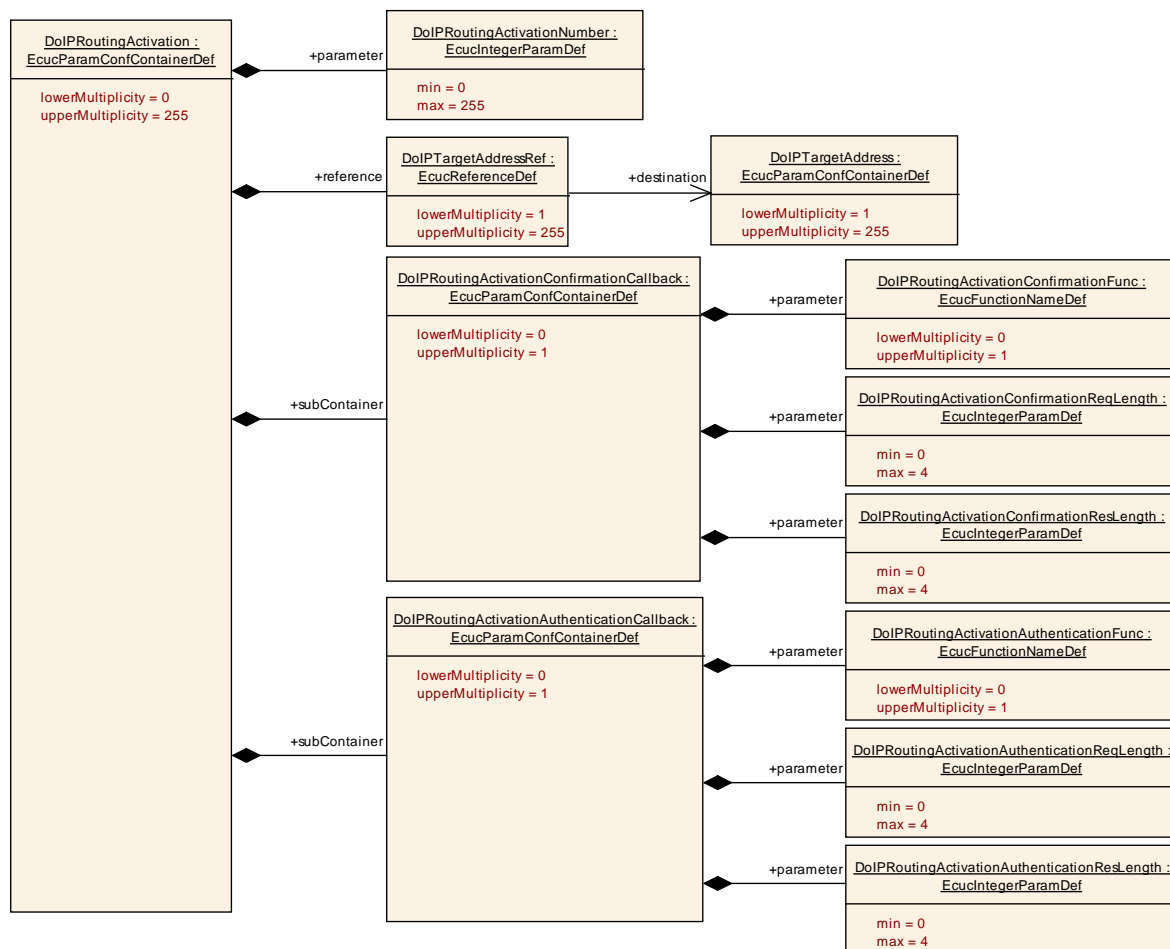 DoIPRoutingActivation :
EcucParamConfContainerDef
lowerMultiplicity = 0
upperMultiplicity = 255
+parameter
DoIPRoutingActivationNumber :
EcucIntegerParamDef
min = 0
max = 255
+reference
DoIPTargetAddressRef :
EcucReferenceDef
lowerMultiplicity = 1
upperMultiplicity = 255
+destination
DoIPTargetAddress :
EcucParamConfContainerDef
lowerMultiplicity = 1
upperMultiplicity = 255
+subContainer
DoIPRoutingActivationConfirmationCallback :
EcucParamConfContainerDef
lowerMultiplicity = 0
upperMultiplicity = 1
+parameter
DoIPRoutingActivationConfirmationFunc :
EcucFunctionNameDef
lowerMultiplicity = 0
upperMultiplicity = 1
+parameter
DoIPRoutingActivationConfirmationReqLength :
EcucIntegerParamDef
min = 0
max = 4
+parameter
DoIPRoutingActivationConfirmationResLength :
EcucIntegerParamDef
min = 0
max = 4
+subContainer
DoIPRoutingActivationAuthenticationCallback :
EcucParamConfContainerDef
lowerMultiplicity = 0
upperMultiplicity = 1
+parameter
DoIPRoutingActivationAuthenticationFunc :
EcucFunctionNameDef
lowerMultiplicity = 0
upperMultiplicity = 1
+parameter
DoIPRoutingActivationAuthenticationReqLength :
EcucIntegerParamDef
min = 0
max = 4
+parameter
DoIPRoutingActivationAuthenticationResLength :
EcucIntegerParamDef
min = 0
max = 4